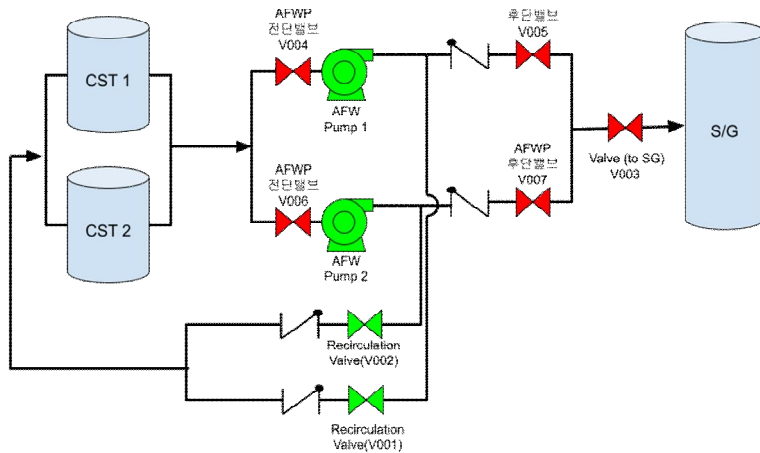 CST 1
CST 2
AFWP
전단밸브
V004
AFW
Pump 1
AFWP
전단밸브
V006
AFW
Pump 2
AFWP
후단밸브
V005
AFWP
후단밸브
V007
Valve (to SG)
V003
S/G
Recirculation
Valve(V002)
Recirculation
Valve(V001)